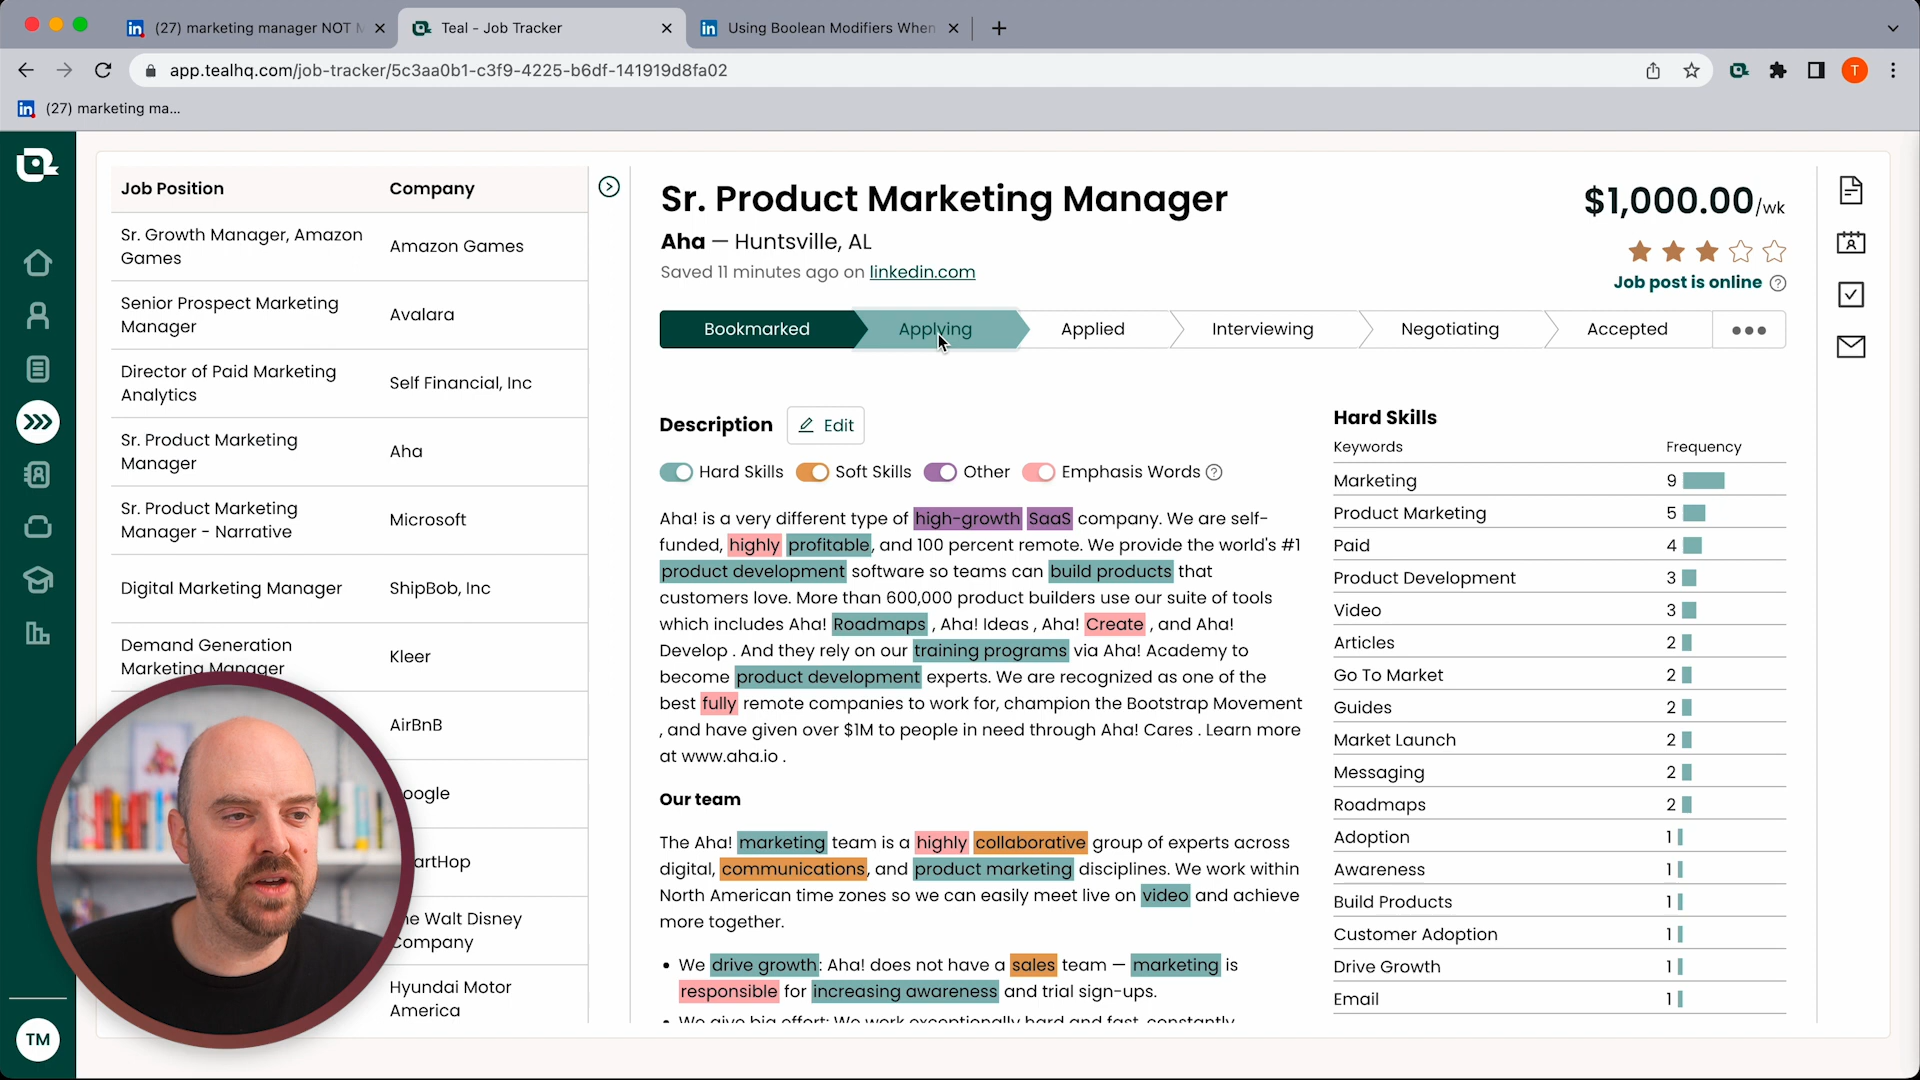 (27) marketing manager NOT M
Teal - Job Tracker
Using Boolean Modifiers When
app.tealhq.com/job-tracker/5c3aa0b1-c3f9-4225-b6df-141919d8fa02
T
(27) marketing ma...
Job Position Company
Sr. Growth Manager, Amazon
Games
Amazon Games
Senior Prospect Marketing
Manager
Avalara
Director of Paid Marketing
Analytics
Self Financial, Inc
Sr. Product Marketing
Manager
Aha
Sr. Product Marketing
Manager - Narrative
Microsoft
Digital Marketing Manager
ShipBob, Inc
Demand Generation
Marketing Manager
Kleer
AirBnB
The Walt Disney
Company
Hyundai Motor
America
TM
Sr. Product Marketing Manager
Aha — Huntsville, AL
Saved 11 minutes ago on linkedin.com
$1,000.00/wk
Job post is online ?
Bookmarked
Applying
Applied
Interviewing
Negotiating
Accepted
Description
Edit
Hard Skills
Soft Skills
Other
Emphasis Words ?
Aha! is a very different type of high-growth SaaS company. We are self-
funded, highly profitable, and 100 percent remote. We provide the world's #1
product development software so teams can build products that
customers love. More than 600,000 product builders use our suite of tools
which includes Aha! Roadmaps , Aha! Ideas , Aha! Create , and Aha!
Develop . And they rely on our training programs via Aha! Academy to
become product development experts. We are recognized as one of the
best fully remote companies to work for, champion the Bootstrap Movement
, and have given over $1M to people in need through Aha! Cares . Learn more
at www.aha.io .
Our team
The Aha! marketing team is a highly collaborative group of experts across
digital, communications, and product marketing disciplines. We work within
North American time zones so we can easily meet live on video and achieve
more together.
• We drive growth: Aha! does not have a sales team — marketing is
responsible for increasing awareness and trial sign-ups.
• We give big effort: We work exceptionally hard and fast, constantly
Hard Skills
Keywords Frequency
Marketing 9
Product Marketing 5
Paid 4
Product Development 3
Video 3
Articles 2
Go To Market 2
Guides 2
Market Launch 2
Messaging 2
Roadmaps 2
Adoption 1
Awareness 1
Build Products 1
Customer Adoption 1
Drive Growth 1
Email 1